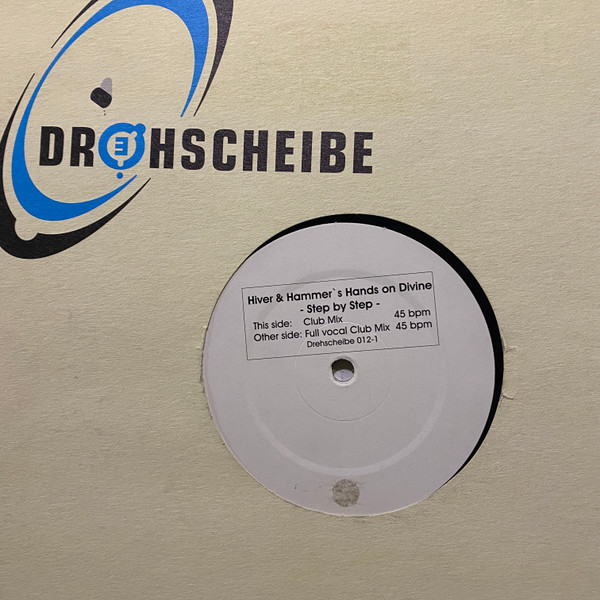 DREHSCHEIBE
Hiver & Hammer`s Hands on Divine
- Step by Step -
This side: Club Mix 45 bpm
Other side: Full vocal Club Mix 45 bpm
Drehscheibe 012-1